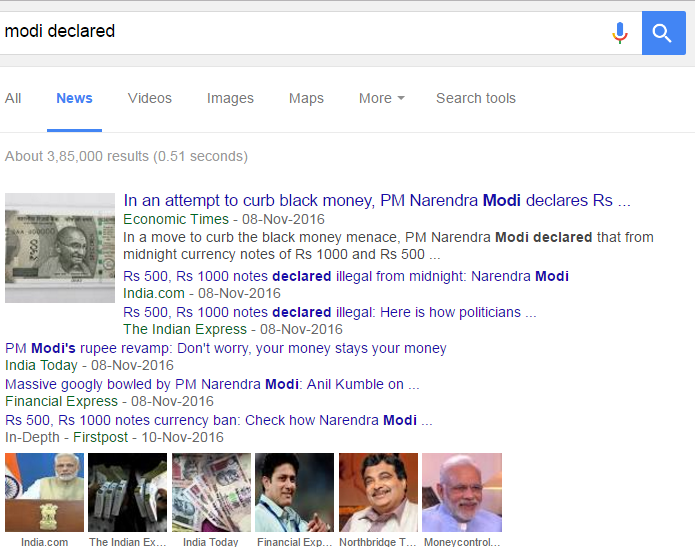 modi declared
All News Videos Images Maps More Search tools
About 3,85,000 results (0.51 seconds)
In an attempt to curb black money, PM Narendra Modi declares Rs ...
Economic Times - 08-Nov-2016
In a move to curb the black money menace, PM Narendra Modi declared that from
midnight currency notes of Rs 1000 and Rs 500 ...
Rs 500, Rs 1000 notes declared illegal from midnight: Narendra Modi
India.com - 08-Nov-2016
Rs 500, Rs 1000 notes declared illegal: Here is how politicians ...
The Indian Express - 08-Nov-2016
PM Modi's rupee revamp: Don't worry, your money stays your money
India Today - 08-Nov-2016
Massive googly bowled by PM Narendra Modi: Anil Kumble on ...
Financial Express - 08-Nov-2016
Rs 500, Rs 1000 notes currency ban: Check how Narendra Modi ...
In-Depth - Firstpost - 10-Nov-2016
India.com The Indian Ex... India Today Financial Exp... Northbridge T... Moneycontrol...